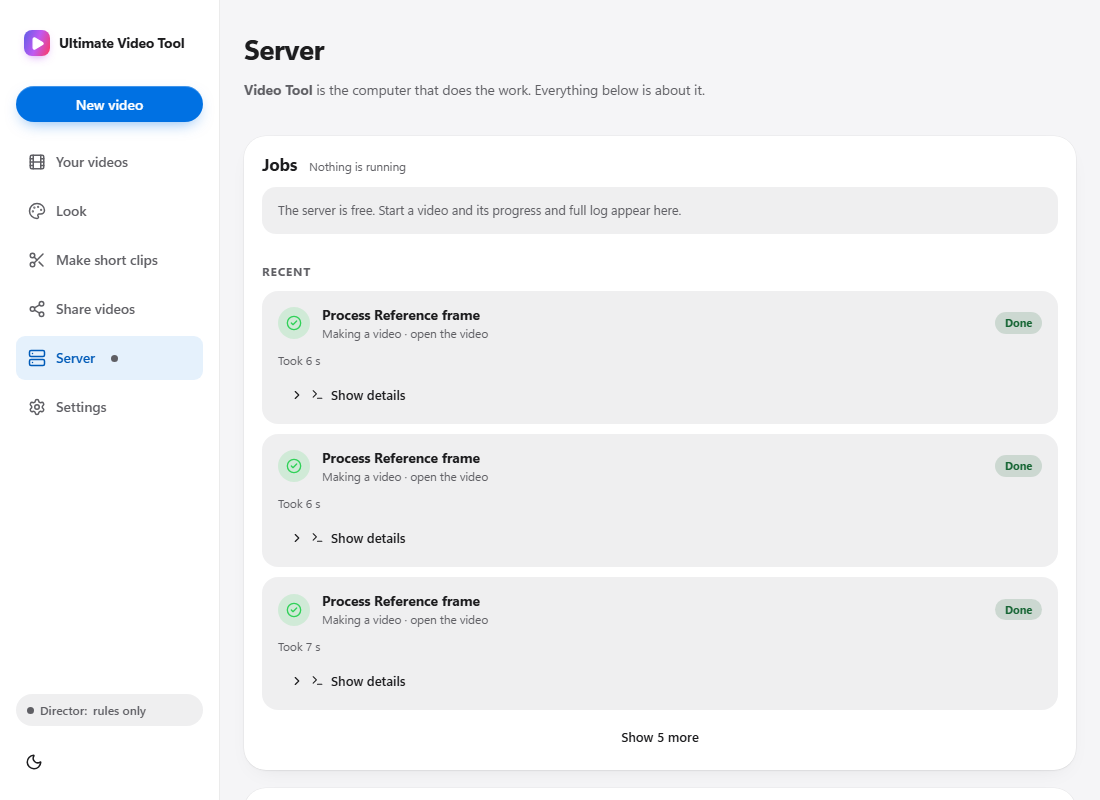 Ultimate Video Tool
New video
Your videos
Look
Make short clips
Share videos
Server
Settings
Director: rules only
Server
Video Tool is the computer that does the work. Everything below is about it.
Jobs Nothing is running
The server is free. Start a video and its progress and full log appear here.
RECENT
Process Reference frame
Making a video · open the video
Done
Took 6 s
Show details
Process Reference frame
Making a video · open the video
Done
Took 6 s
Show details
Process Reference frame
Making a video · open the video
Done
Took 7 s
Show details
Show 5 more